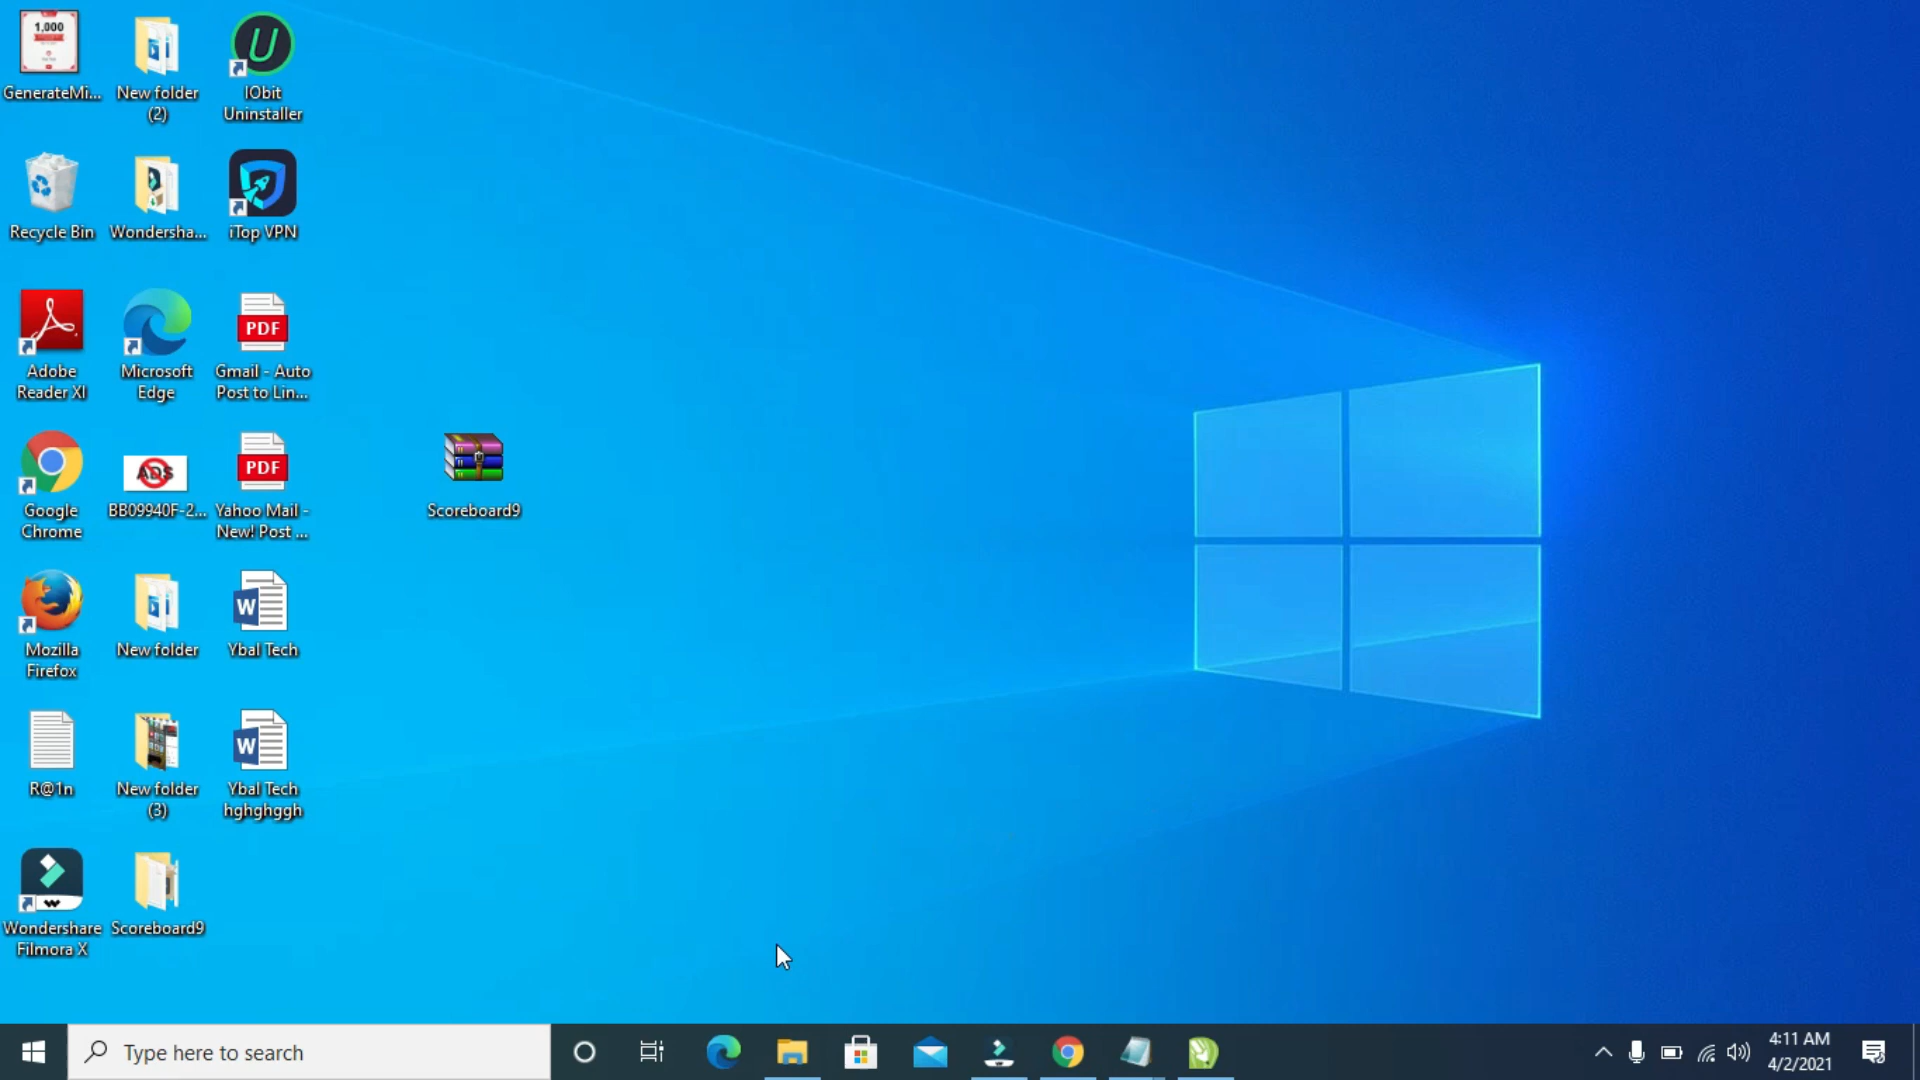 1,000
GenerateMi...
New folder
(2)
IObit
Uninstaller
Recycle Bin
Wondersha...
iTop VPN
Adobe
Reader XI
Microsoft
Edge
PDF
Gmail - Auto
Post to Lin...
Google
Chrome
ADS
BB09940F-2...
PDF
Yahoo Mail -
New! Post ...
Scoreboard9
Mozilla
Firefox
New folder
W
Ybal Tech
R@1n
New folder
(3)
W
Ybal Tech
hghghggh
Wondershare
Filmora X
Scoreboard9
Type here to search
4:11 AM
4/2/2021